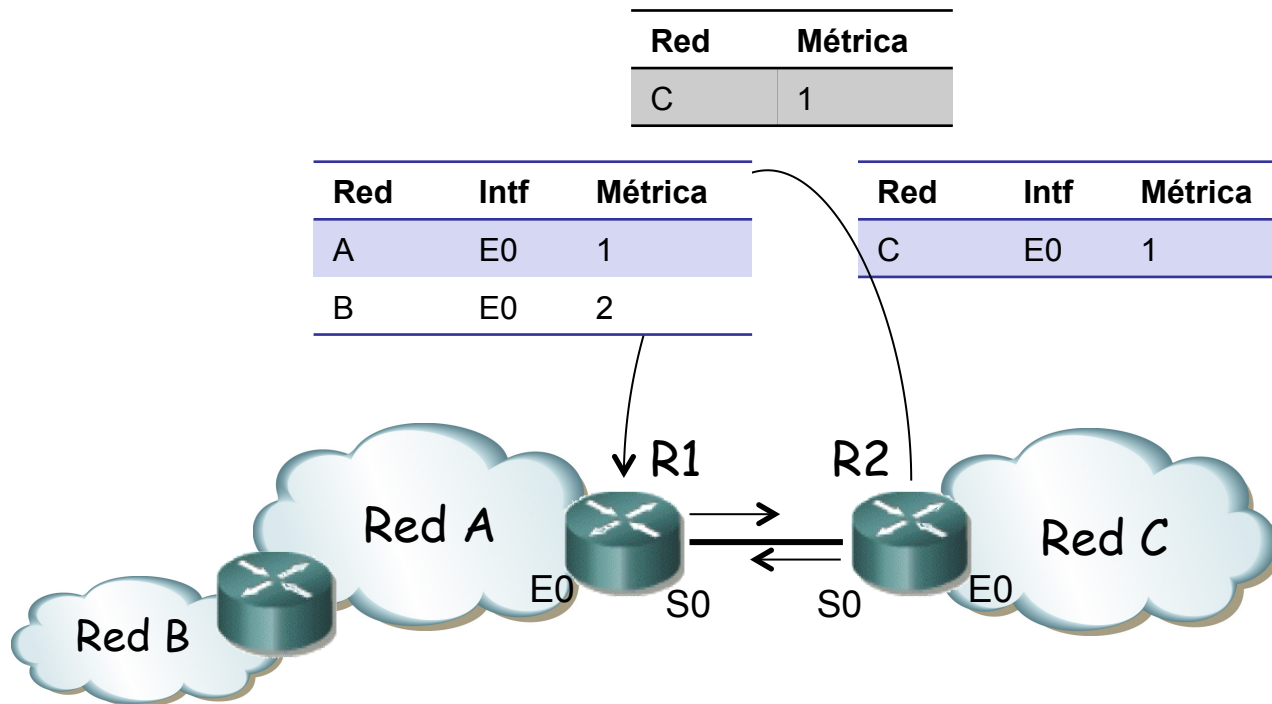 Red Métrica
C 1
Red Intf Métrica
A E0 1
B E0 2
Red Intf Métrica
C E0 1
R1
R2
Red A
Red C
E0
S0
S0
E0
Red B